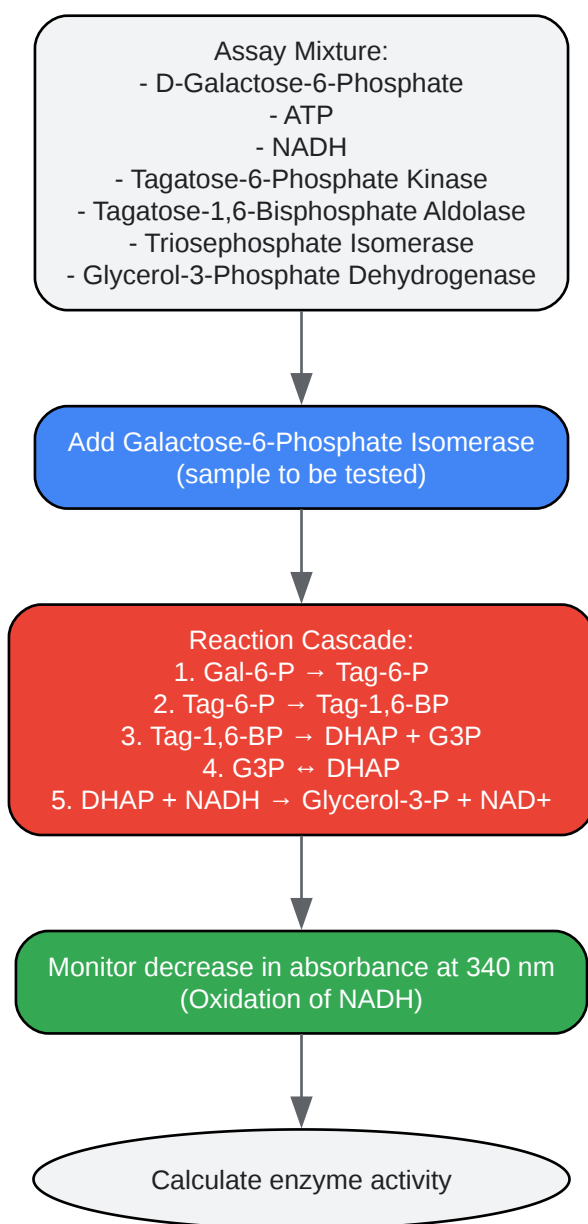 Assay Mixture:
- D-Galactose-6-Phosphate
- ATP
- NADH
- Tagatose-6-Phosphate Kinase
- Tagatose-1,6-Bisphosphate Aldolase
- Triosephosphate Isomerase
- Glycerol-3-Phosphate Dehydrogenase
Add Galactose-6-Phosphate Isomerase
(sample to be tested)
Reaction Cascade:
1. Gal-6-P → Tag-6-P
2. Tag-6-P → Tag-1,6-BP
3. Tag-1,6-BP → DHAP + G3P
4. G3P ↔ DHAP
5. DHAP + NADH → Glycerol-3-P + NAD+
Monitor decrease in absorbance at 340 nm
(Oxidation of NADH)
Calculate enzyme activity